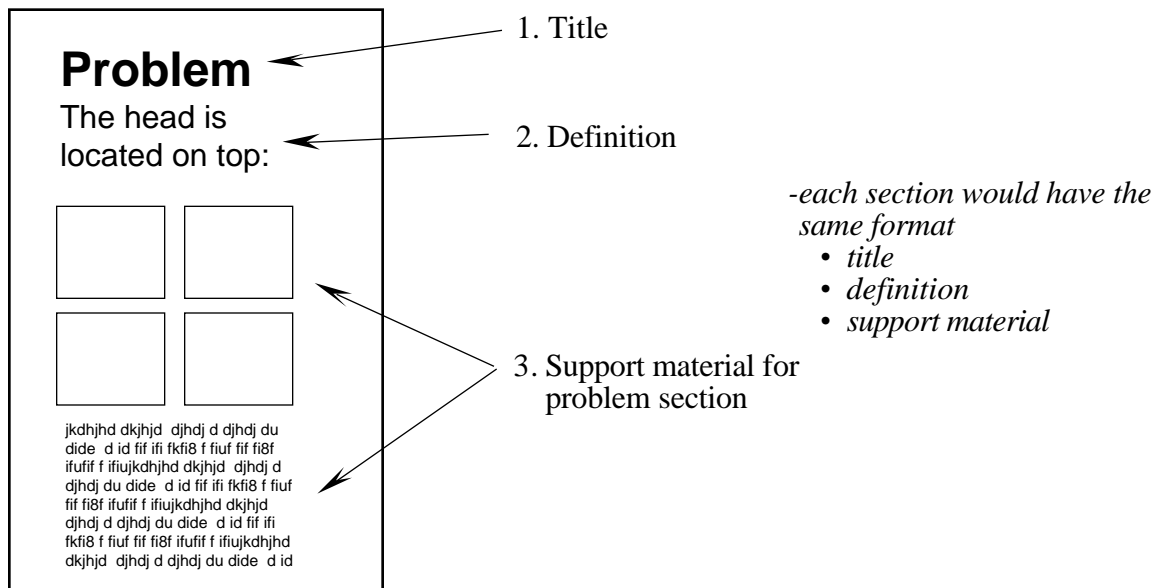 Problem
The head is
located on top:
jkdhjhd dkjhjd  djhdj d djhdj du
dide  d id fif ifi fkfi8 f fiuf fif fi8f
ifufif f ifiujkdhjhd dkjhjd  djhdj d
djhdj du dide  d id fif ifi fkfi8 f fiuf
fif fi8f ifufif f ifiujkdhjhd dkjhjd
djhdj d djhdj du dide  d id fif ifi
fkfi8 f fiuf fif fi8f ifufif f ifiujkdhjhd
dkjhjd  djhdj d djhdj du dide  d id
1. Title
2. Definition
3. Support material for
problem section
-each section would have the
same format
• title
• definition
• support material